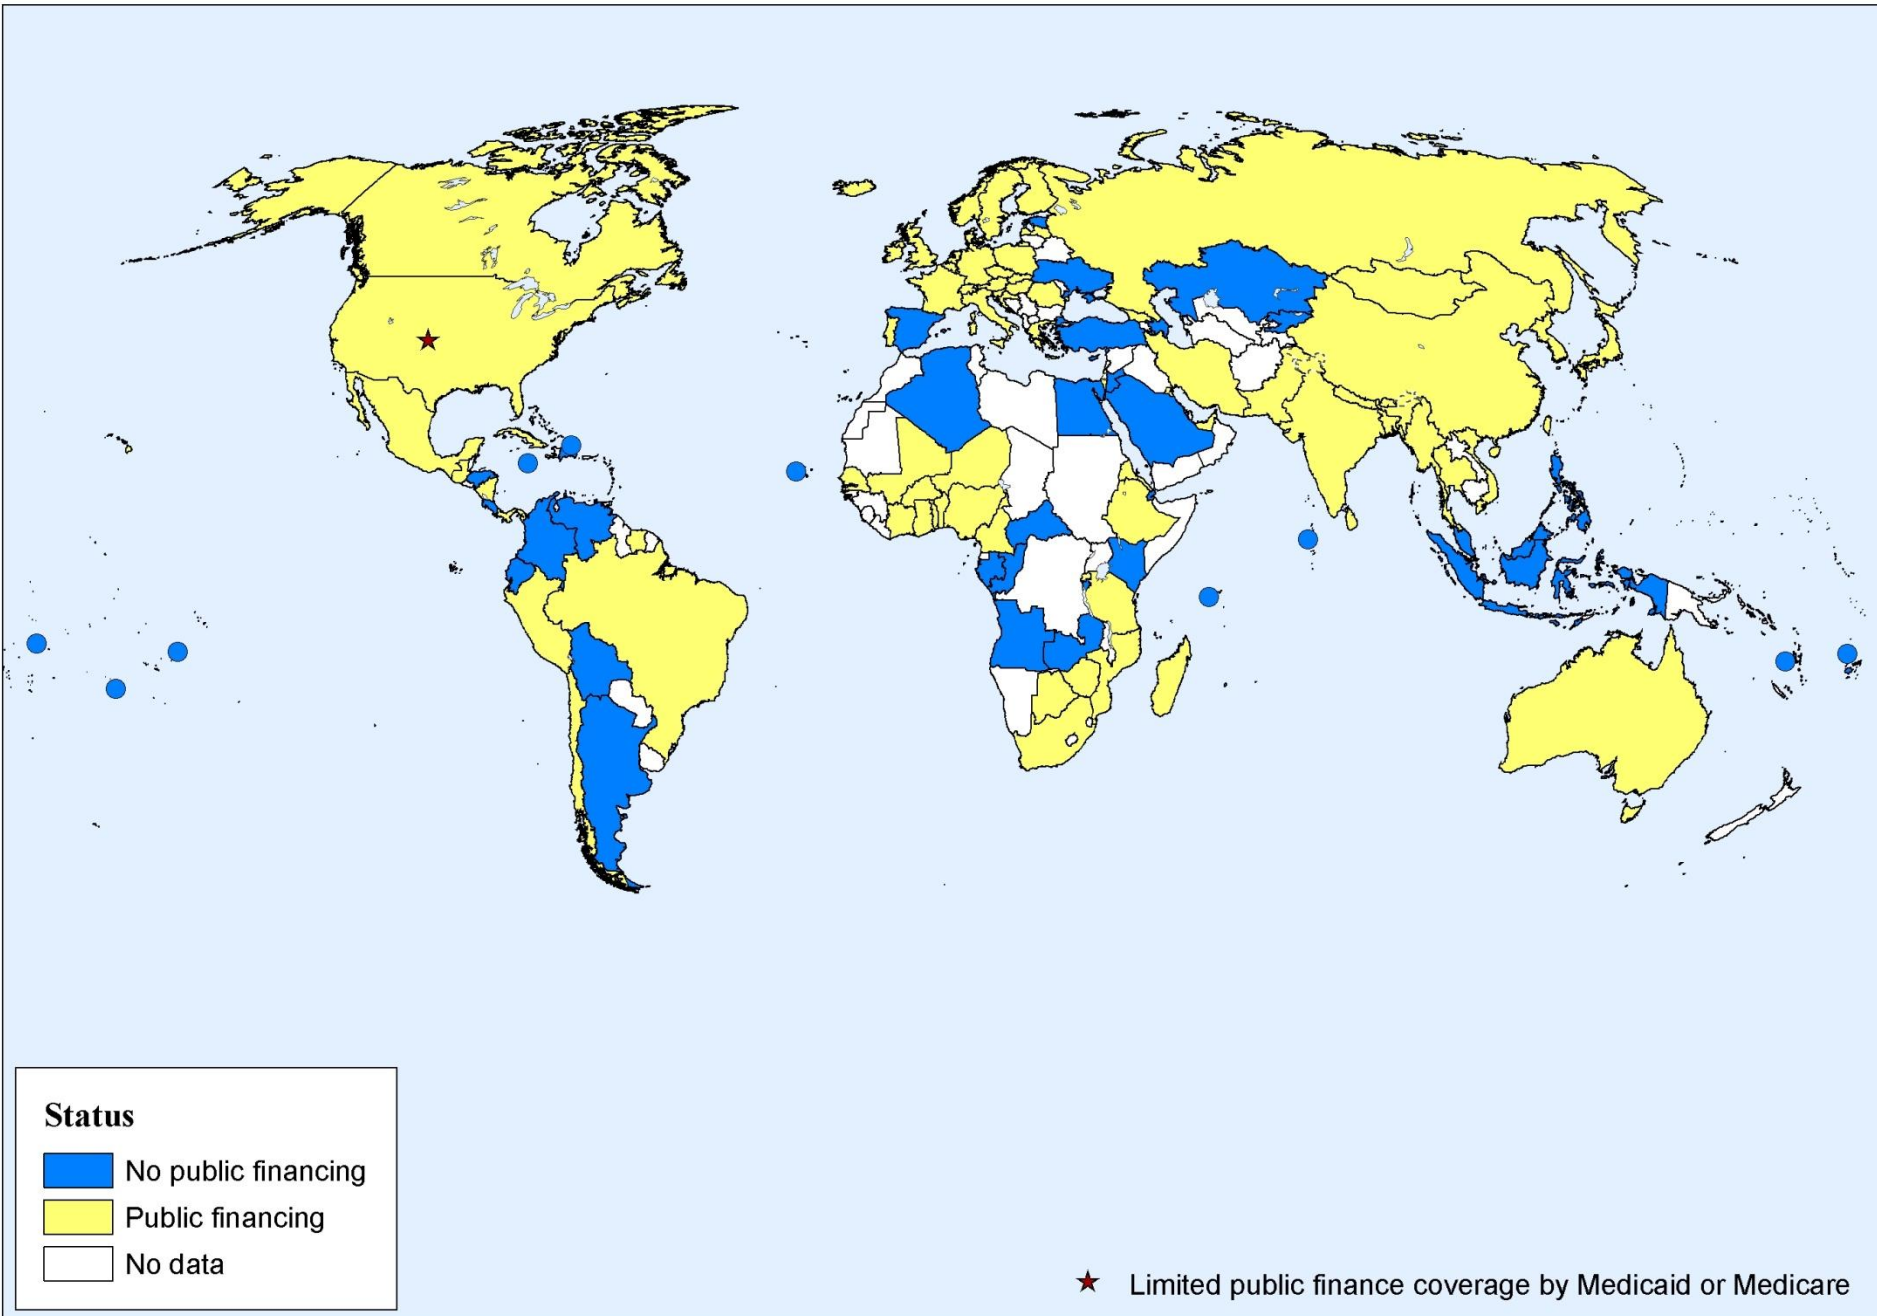 Status
No public financing
Public financing
No data
Limited public finance coverage by Medicaid or Medicare